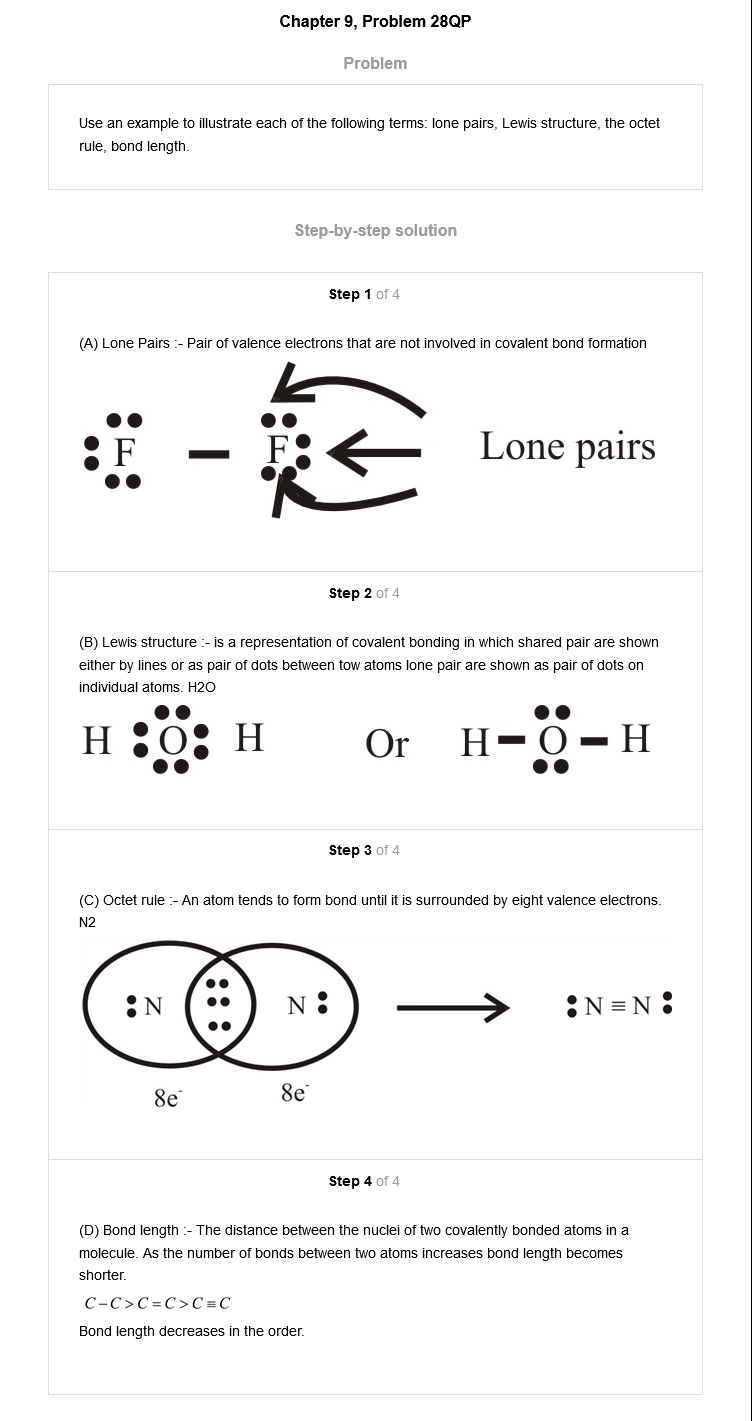 Chapter 9, Problem 28QP
Problem
Use an example to illustrate each of the following terms: lone pairs, Lewis structure, the octet
rule, bond length.
Step-by-step solution
Step 1 of 4
(A) Lone Pairs :- Pair of valence electrons that are not involved in covalent bond formation
F – F Lone pairs
Step 2 of 4
(B) Lewis structure :- is a representation of covalent bonding in which shared pair are shown
either by lines or as pair of dots between tow atoms lone pair are shown as pair of dots on
individual atoms. H2O
H :O: H Or H–O–H
Step 3 of 4
(C) Octet rule :- An atom tends to form bond until it is surrounded by eight valence electrons.
N2
:N N: :N≡N:
8e⁻ 8e⁻
Step 4 of 4
(D) Bond length :- The distance between the nuclei of two covalently bonded atoms in a
molecule. As the number of bonds between two atoms increases bond length becomes
shorter.
C−C>C=C>C≡C
Bond length decreases in the order.